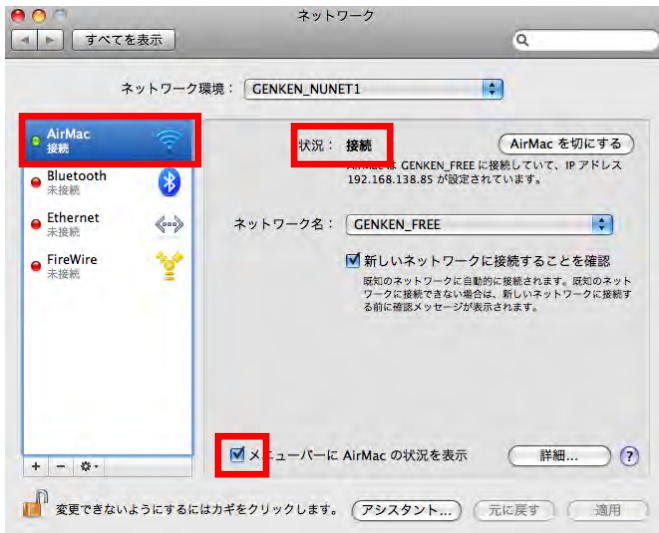 ネットワーク
すべてを表示
ネットワーク環境： GENKEN_NUNET1
AirMac
接続
Bluetooth
未接続
Ethernet
未接続
FireWire
未接続
状況： 接続
AirMac を切にする
AirMac は GENKEN_FREE に接続していて、IP アドレス
192.168.138.85 が設定されています。
ネットワーク名： GENKEN_FREE
新しいネットワークに接続することを確認
既知のネットワークに自動的に接続されます。既知のネット
ワークに接続できない場合は、新しいネットワークに接続す
る前に確認メッセージが表示されます。
メニューバーに AirMac の状況を表示
詳細... ?
変更できないようにするにはカギをクリックします。
アシスタント... 元に戻す 適用